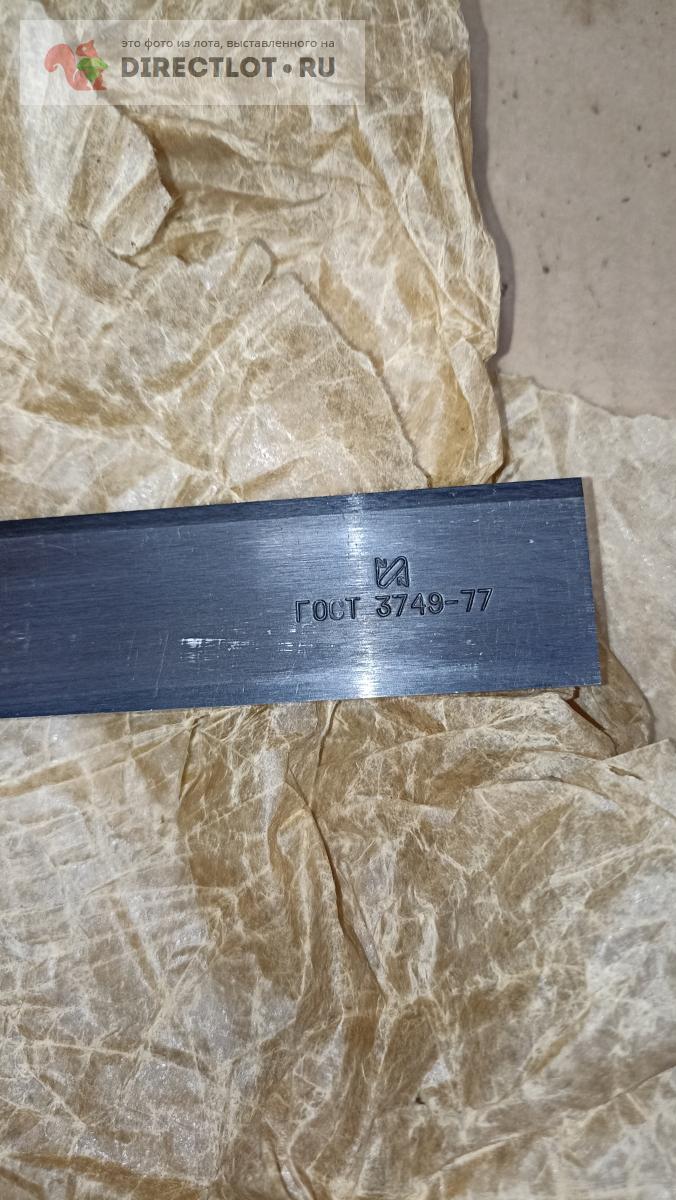 это фото из лота, выставленного на
DIRECTLOT.RU
ГОСТ 3749-77